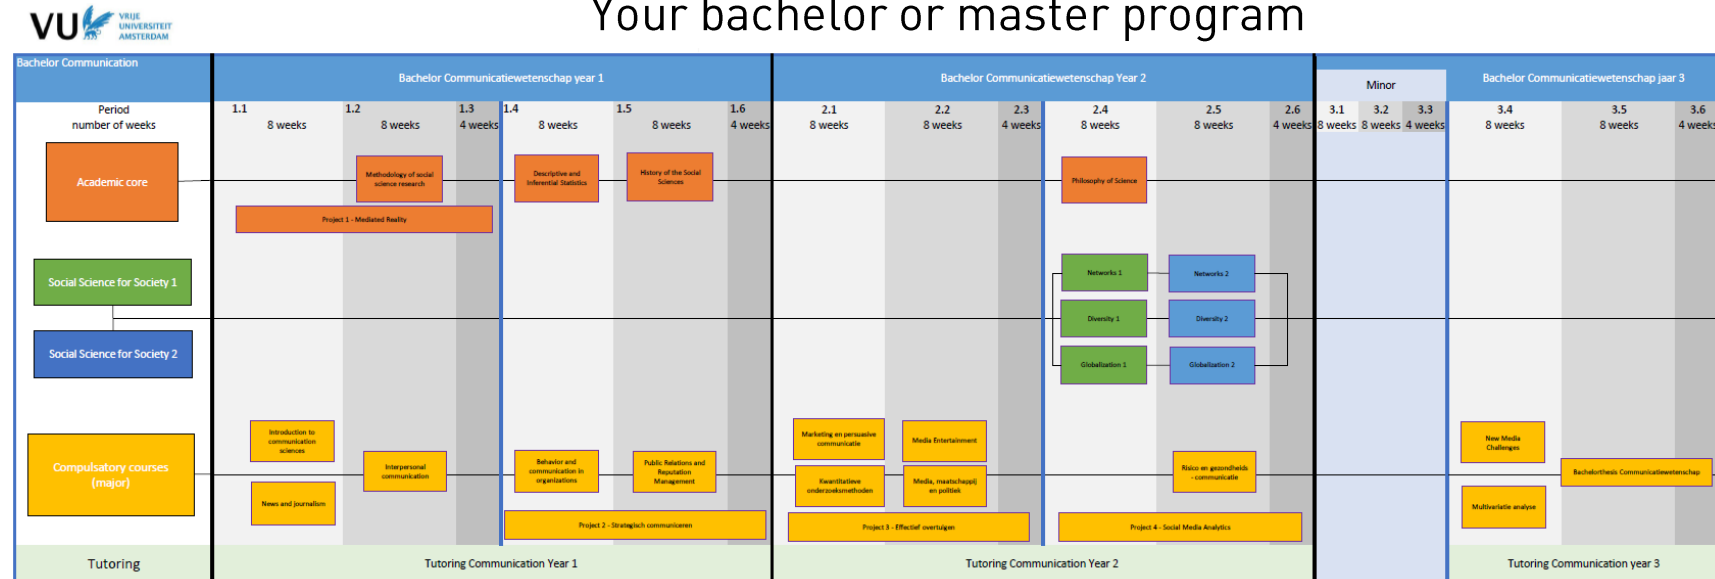 Your bachelor or master program
VU
VRIJE
UNIVERSITEIT
AMSTERDAM
Bachelor Communication
Bachelor Communicatiewetenschap year 1
Bachelor Communicatiewetenschap Year 2
Minor
Bachelor Communicatiewetenschap jaar 3
Period
number of weeks
1.1
8 weeks
1.2
8 weeks
1.3
4 weeks
1.4
8 weeks
1.5
8 weeks
1.6
4 weeks
2.1
8 weeks
2.2
8 weeks
2.3
4 weeks
2.4
8 weeks
2.5
8 weeks
2.6
4 weeks
3.1
8 weeks
3.2
8 weeks
3.3
4 weeks
3.4
8 weeks
3.5
8 weeks
3.6
4 weeks
Academic core
Methodology of social
science research
Descriptive and
Inferential Statistics
History of the Social
Sciences
Philosophy of Science
Project 1 - Mediated Reality
Social Science for Society 1
Networks 1
Networks 2
Diversity 1
Diversity 2
Social Science for Society 2
Globalization 1
Globalization 2
Compulsatory courses
(major)
Introduction to
communication
sciences
News and journalism
Interpersonal
communication
Behavior and
communication in
organizations
Public Relations and
Reputation
Management
Project 2 - Strategisch communiceren
Marketing en persuasive
communicatie
Kwantitatieve
onderzoeksmethoden
Media Entertainment
Media, maatschappij
en politiek
Project 3 - Effectief overtuigen
Risico en gezondheids
- communicatie
Project 4 - Social Media Analytics
New Media
Challenges
Multivariatie analyse
Bachelorthesis Communicatiewetenschap
Tutoring
Tutoring Communication Year 1
Tutoring Communication Year 2
Tutoring Communication year 3